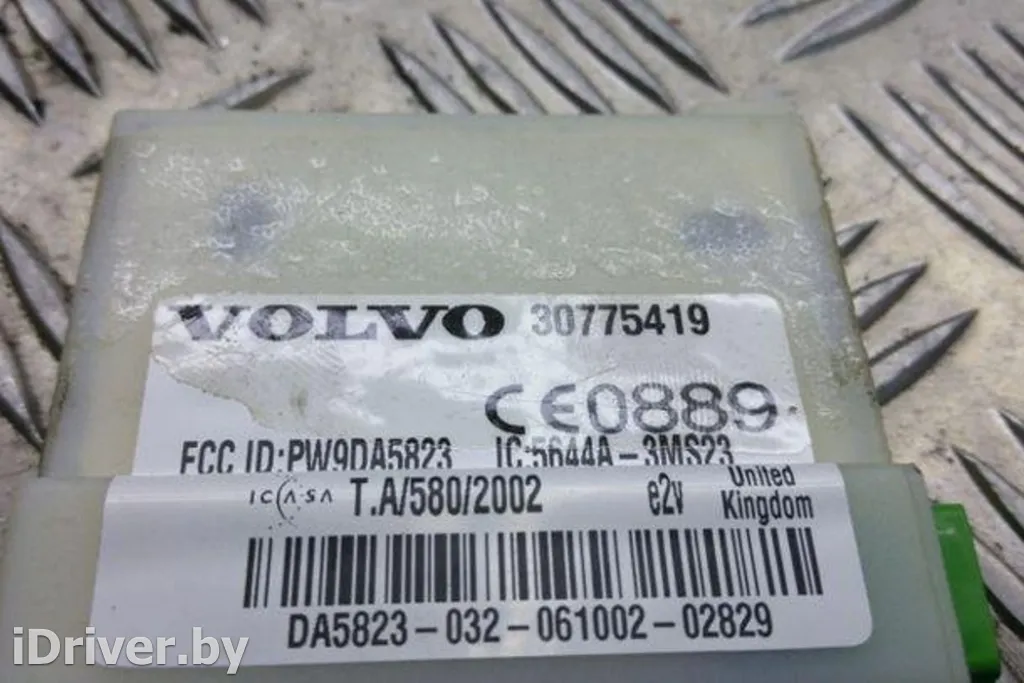 VOLVO 30775419
CE0889
FCC ID:PW9DA5823 IC:5644A-3MS23
ICASA T.A/580/2002 e2v United Kingdom
DA5823-032-061002-02829
iDriver.by